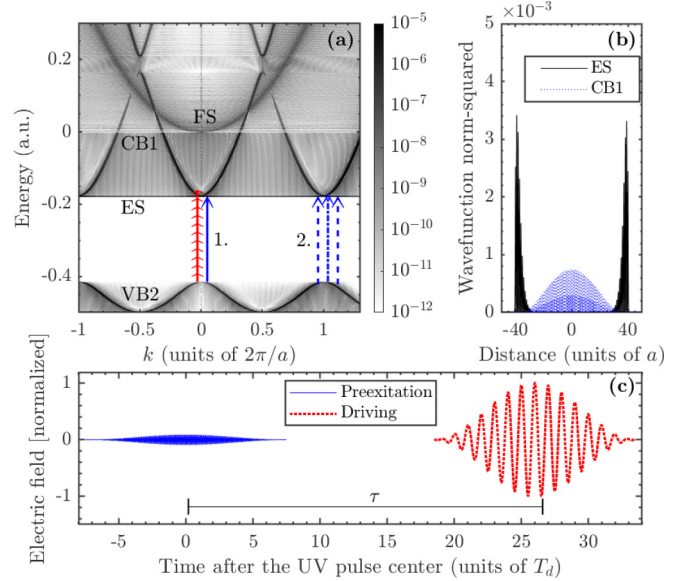 (a)
0.2
0
-0.2
-0.4
Energy (a.u.)
FS
CB1
ES
VB2
1.
2.
-1 -0.5 0 0.5 1
k (units of 2π/a)
10⁻⁵
10⁻⁶
10⁻⁷
10⁻⁸
10⁻⁹
10⁻¹⁰
10⁻¹¹
10⁻¹²
×10⁻³
(b)
ES
CB1
5
4
3
2
1
0
Wavefunction norm-squared
-40 0 40
Distance (units of a)
(c)
Preexitation
Driving
1
0
-1
Electric field [normalized]
τ
-5 0 5 10 15 20 25 30
Time after the UV pulse center (units of T_d)